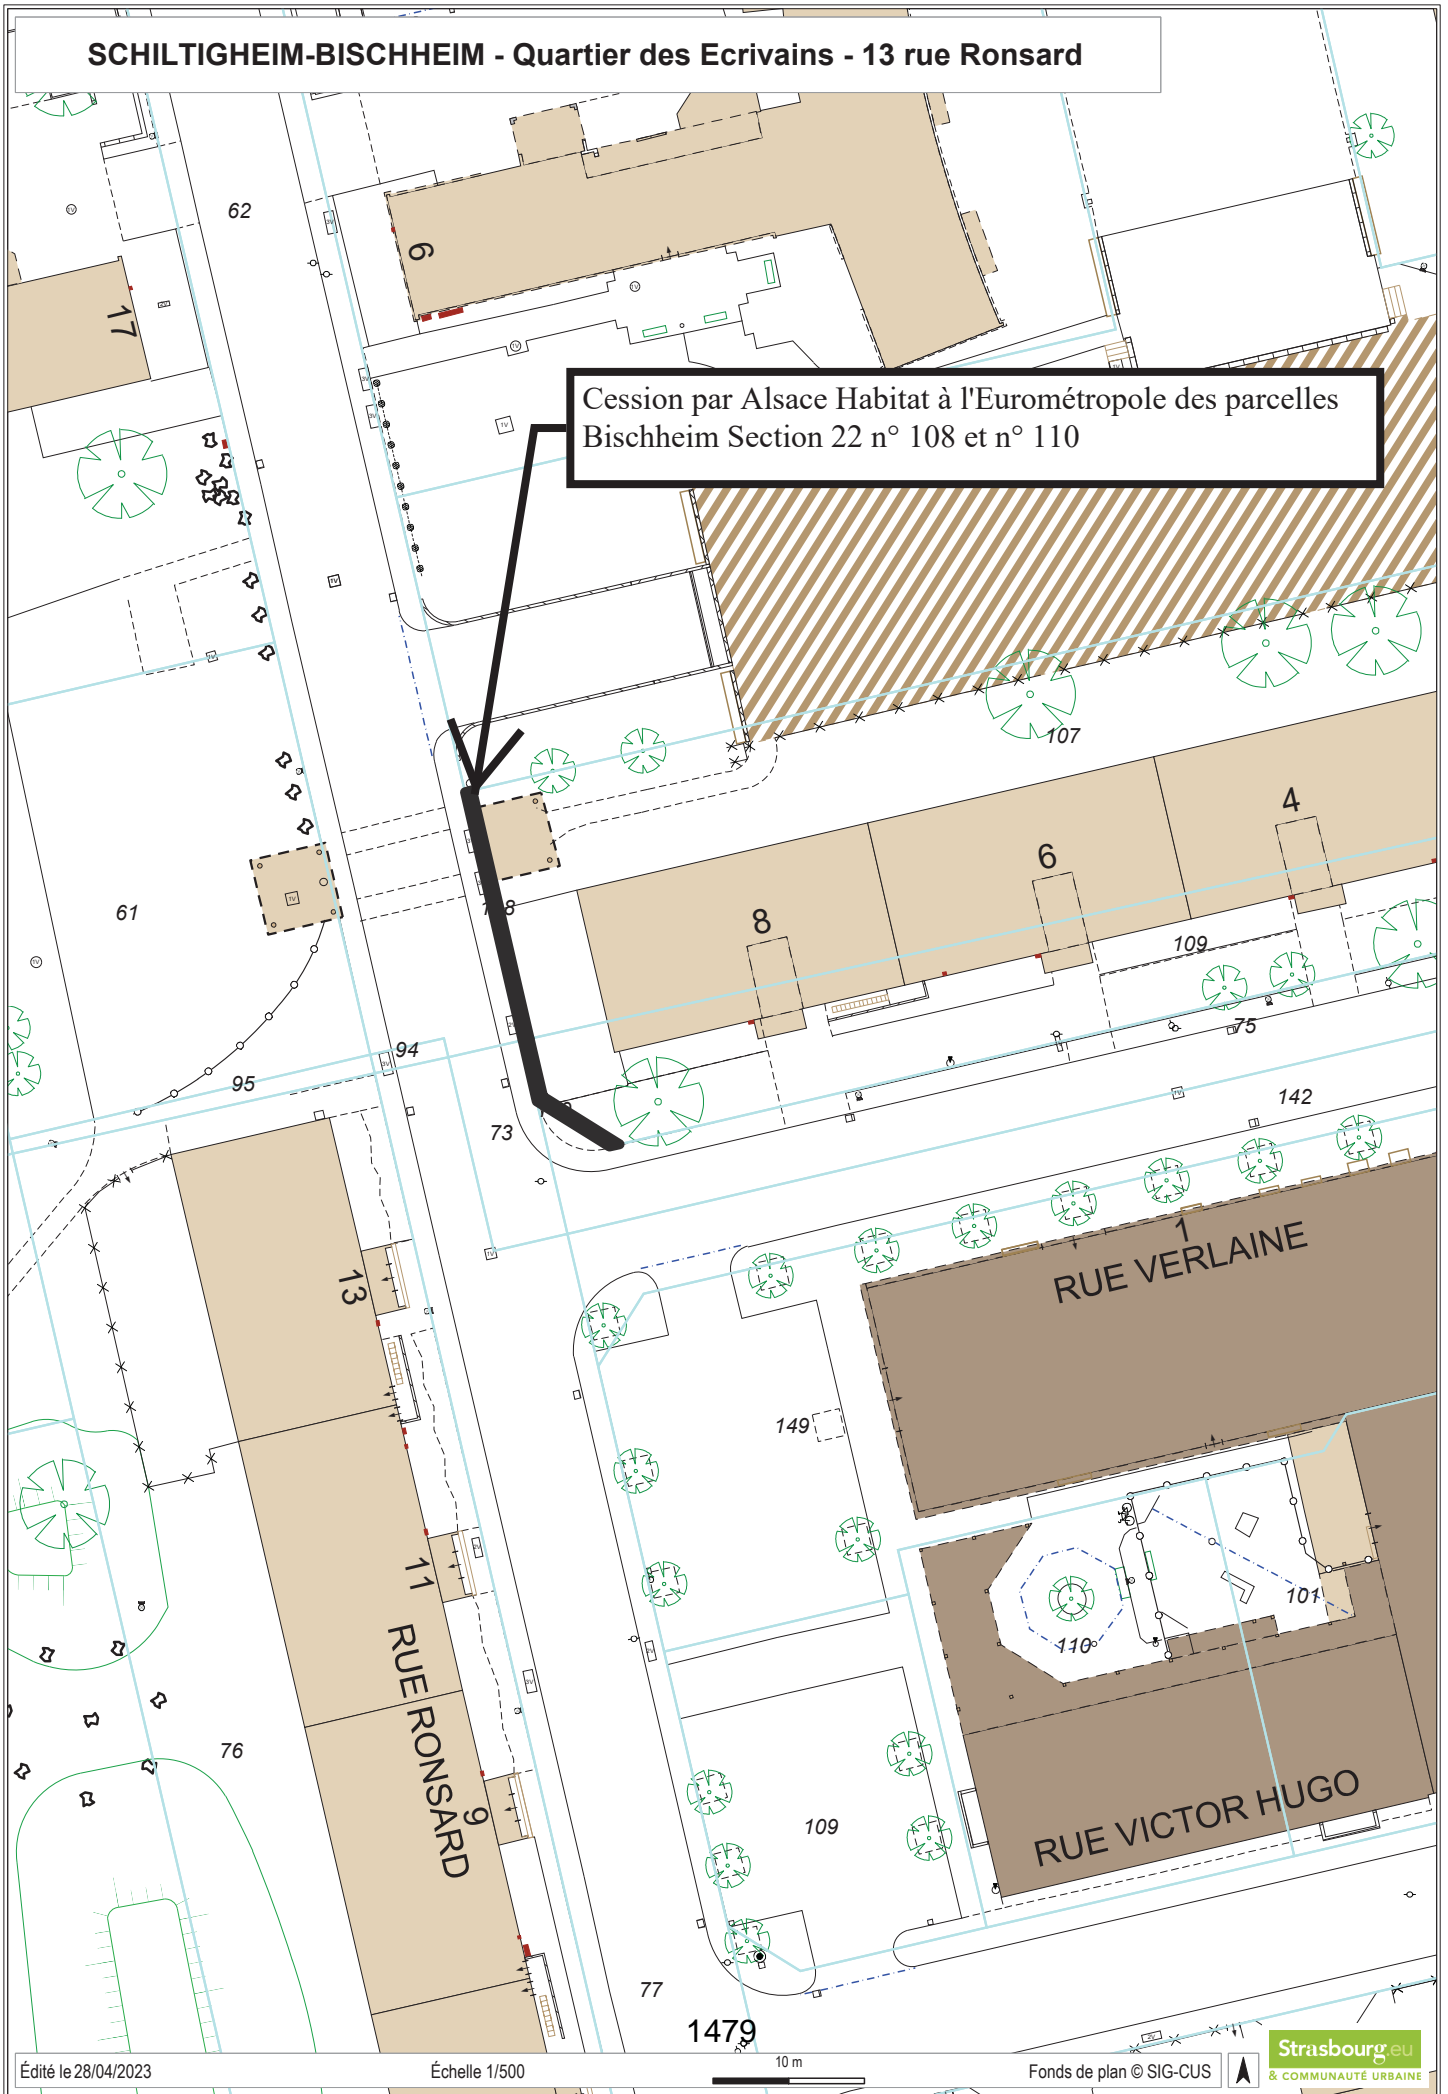 SCHILTIGHEIM-BISCHHEIM - Quartier des Ecrivains - 13 rue Ronsard
62
6
17
Cession par Alsace Habitat à l'Eurométropole des parcelles
Bischheim Section 22 n° 108 et n° 110
107
4
6
8
61
109
75
94
95
73
142
13
1
RUE VERLAINE
149
11
101
110
RUE RONSARD
76
9
109
RUE VICTOR HUGO
77
1479
Édité le 28/04/2023
Échelle 1/500
10 m
Fonds de plan © SIG-CUS
Strasbourg.eu
& COMMUNAUTÉ URBAINE